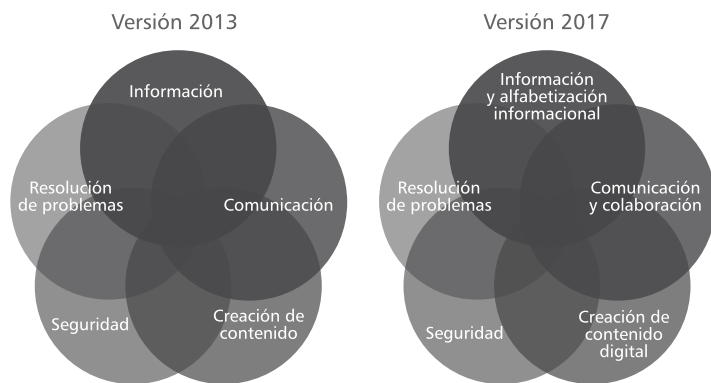 Versión 2013
Información
Resolución
de problemas
Comunicación
Seguridad
Creación de
contenido
Versión 2017
Información
y alfabetización
informacional
Resolución
de problemas
Comunicación
y colaboración
Seguridad
Creación de
contenido
digital